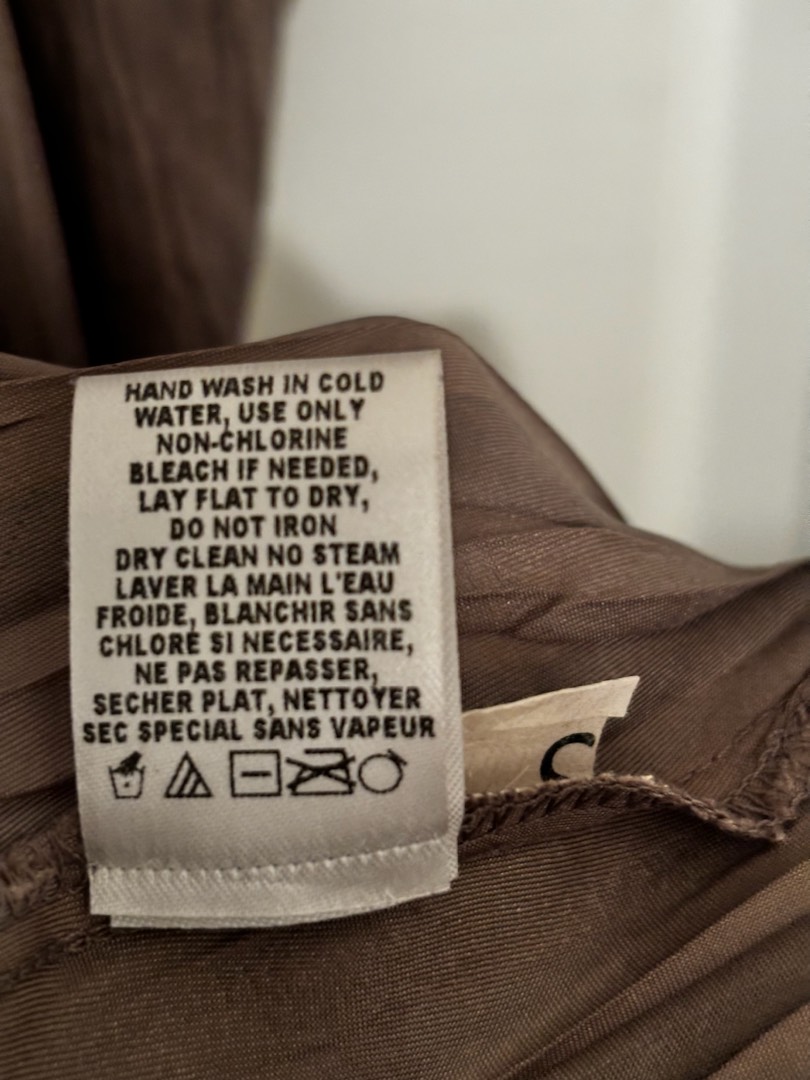 HAND WASH IN COLD
WATER, USE ONLY
NON-CHLORINE
BLEACH IF NEEDED,
LAY FLAT TO DRY,
DO NOT IRON
DRY CLEAN NO STEAM
LAVER LA MAIN L'EAU
FROIDE, BLANCHIR SANS
CHLORE SI NECESSAIRE,
NE PAS REPASSER,
SECHER PLAT, NETTOYER
SEC SPECIAL SANS VAPEUR
S